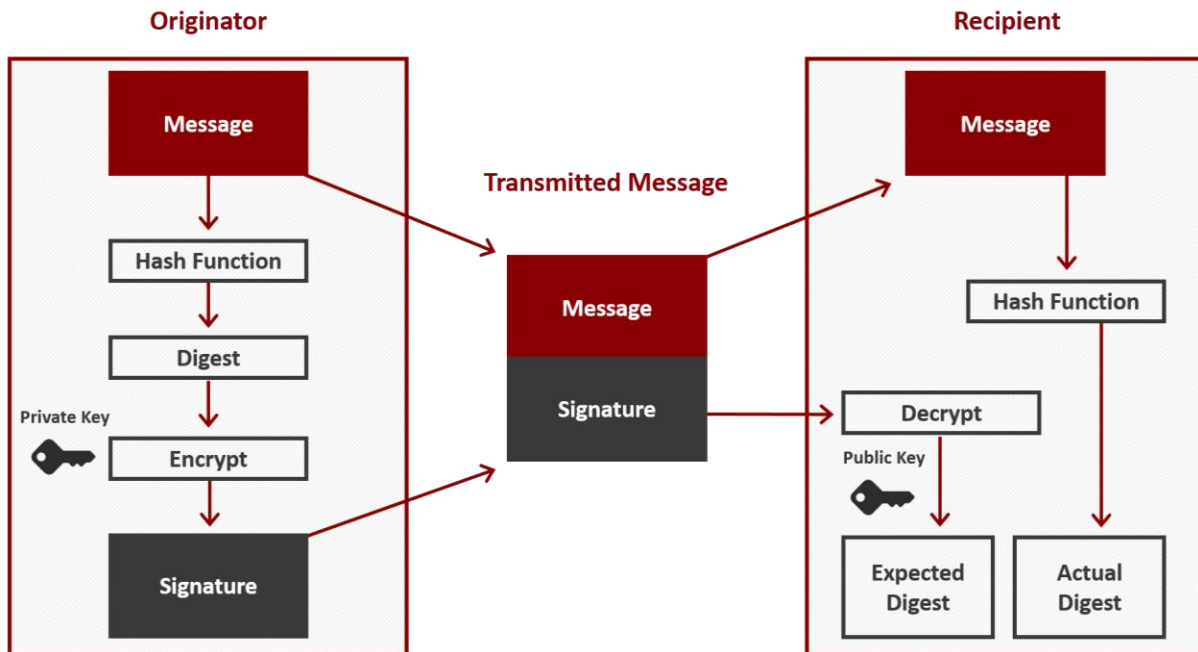 Originator
Message
Hash Function
Digest
Private Key
Encrypt
Signature
Transmitted Message
Message
Signature
Recipient
Message
Hash Function
Decrypt
Public Key
Expected
Digest
Actual
Digest